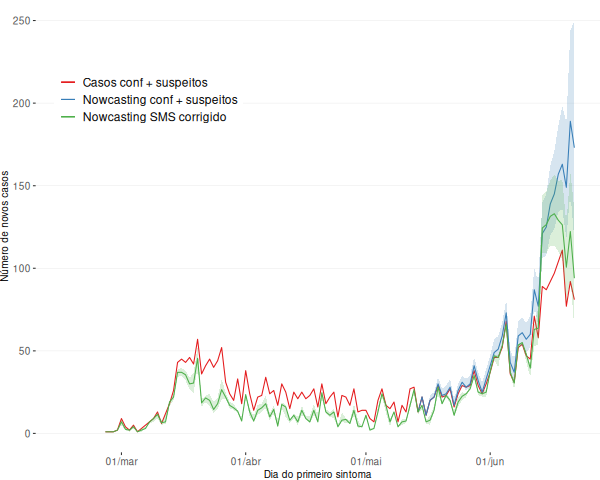 250
200
150
100
50
0
Número de novos casos
Casos conf + suspeitos
Nowcasting conf + suspeitos
Nowcasting SMS corrigido
01/mar
01/abr
01/mai
01/jun
Dia do primeiro sintoma